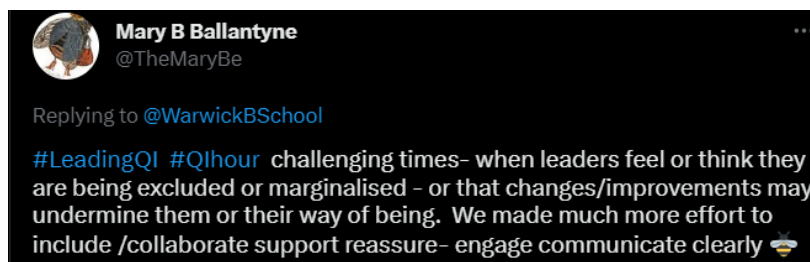 Mary B Ballantyne
@TheMaryBe
Replying to @WarwickBSchool
#LeadingQI #QIhour challenging times- when leaders feel or think they
are being excluded or marginalised - or that changes/improvements may
undermine them or their way of being. We made much more effort to
include /collaborate support reassure- engage communicate clearly 🐝